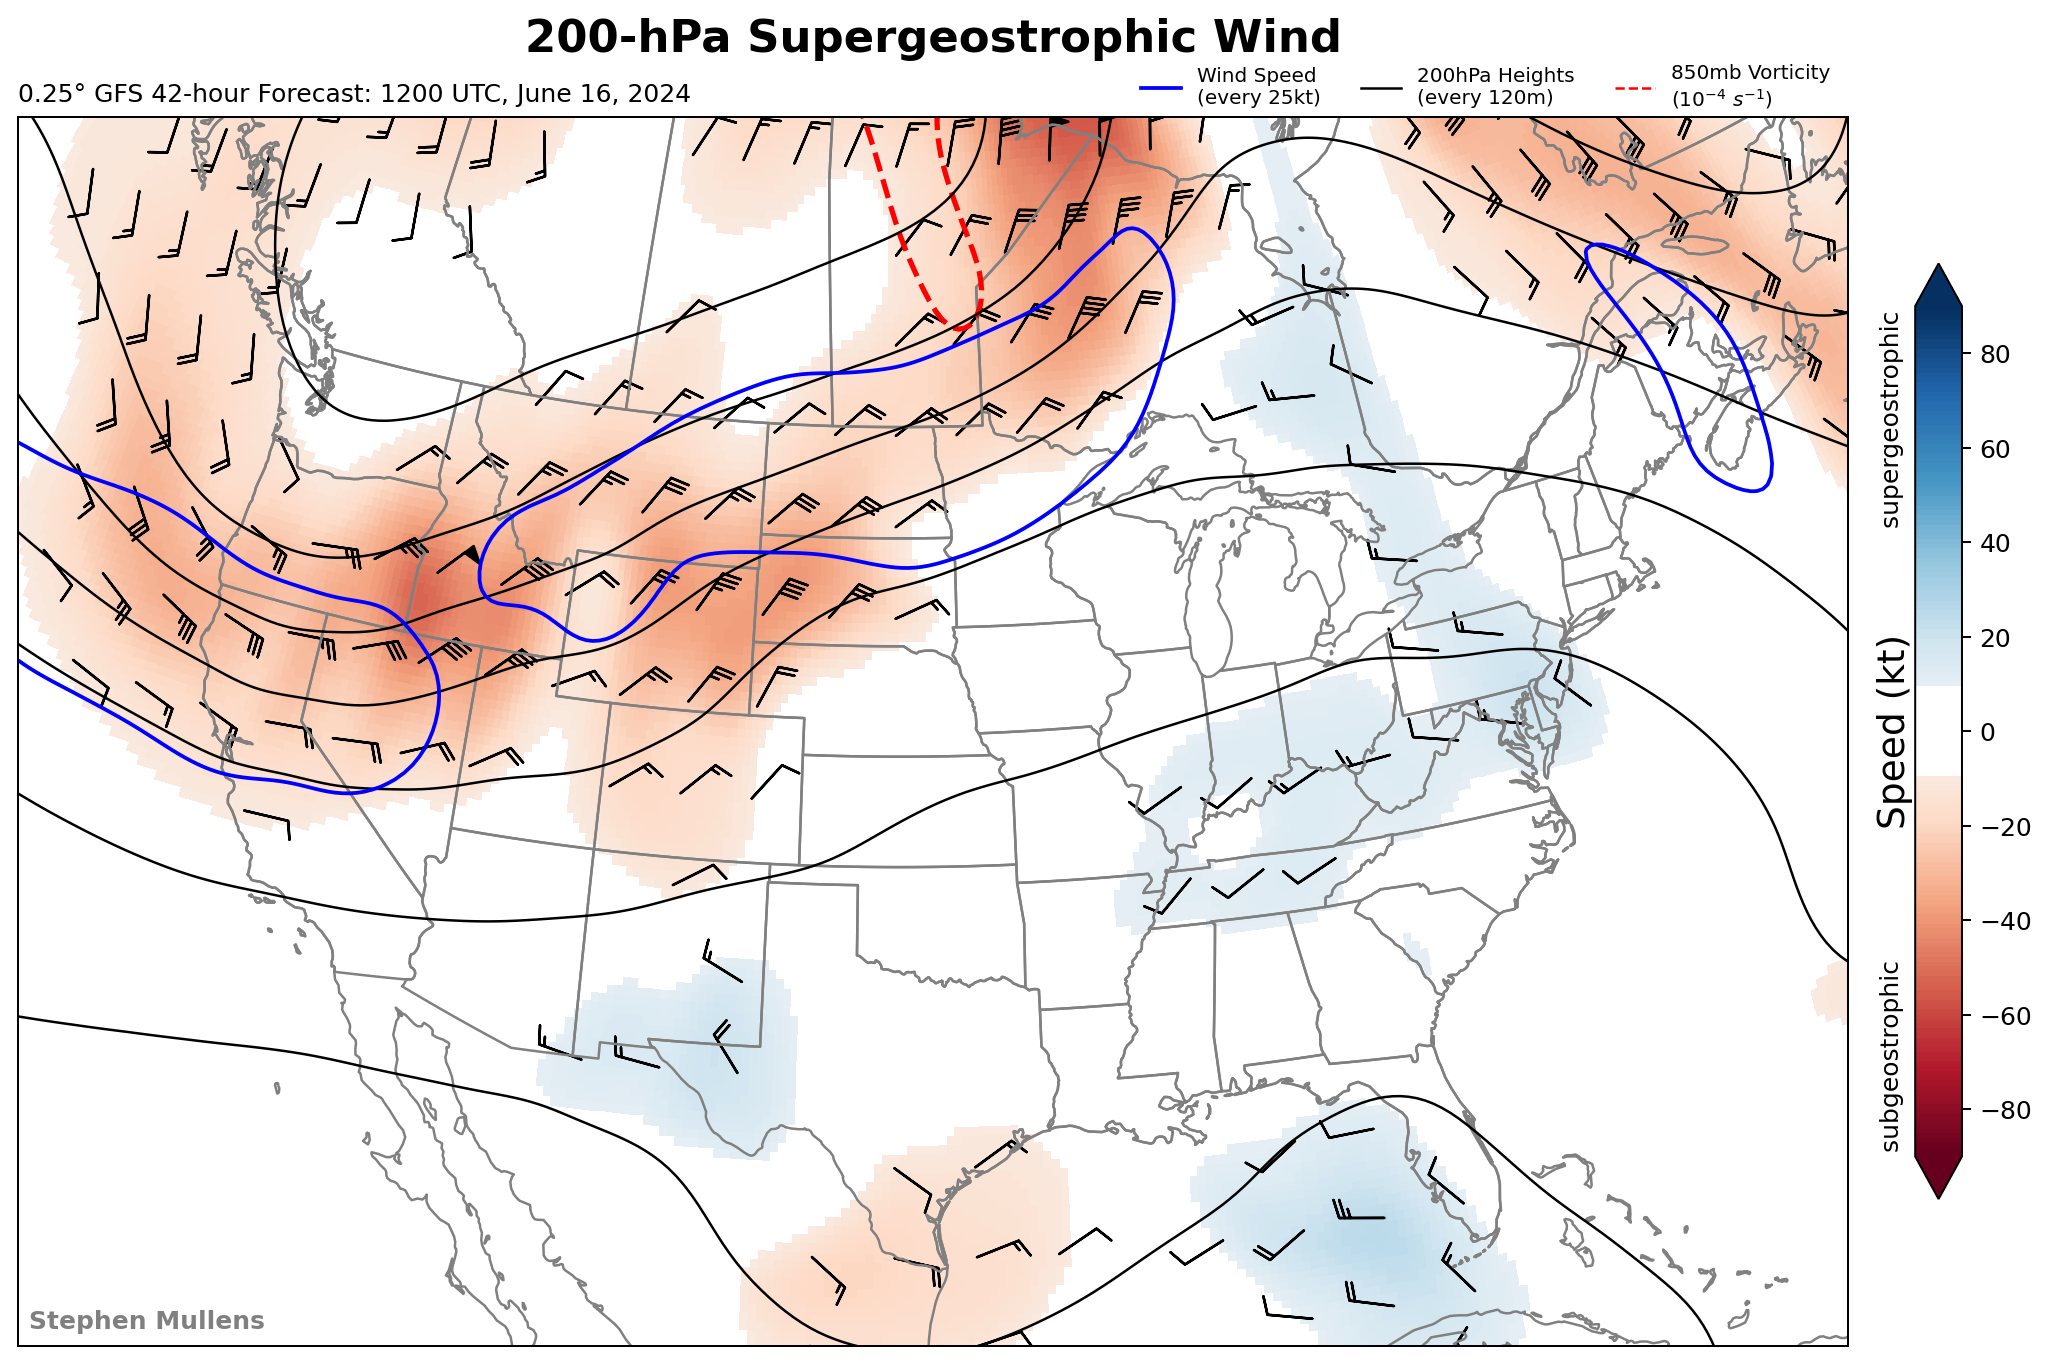 200-hPa Supergeostrophic Wind
0.25° GFS 42-hour Forecast: 1200 UTC, June 16, 2024
Wind Speed
(every 25kt)
200hPa Heights
(every 120m)
850mb Vorticity
(10⁻⁴ s⁻¹)
supergeostrophic
Speed (kt)
subgeostrophic
80
60
40
20
0
−20
−40
−60
−80
Stephen Mullens